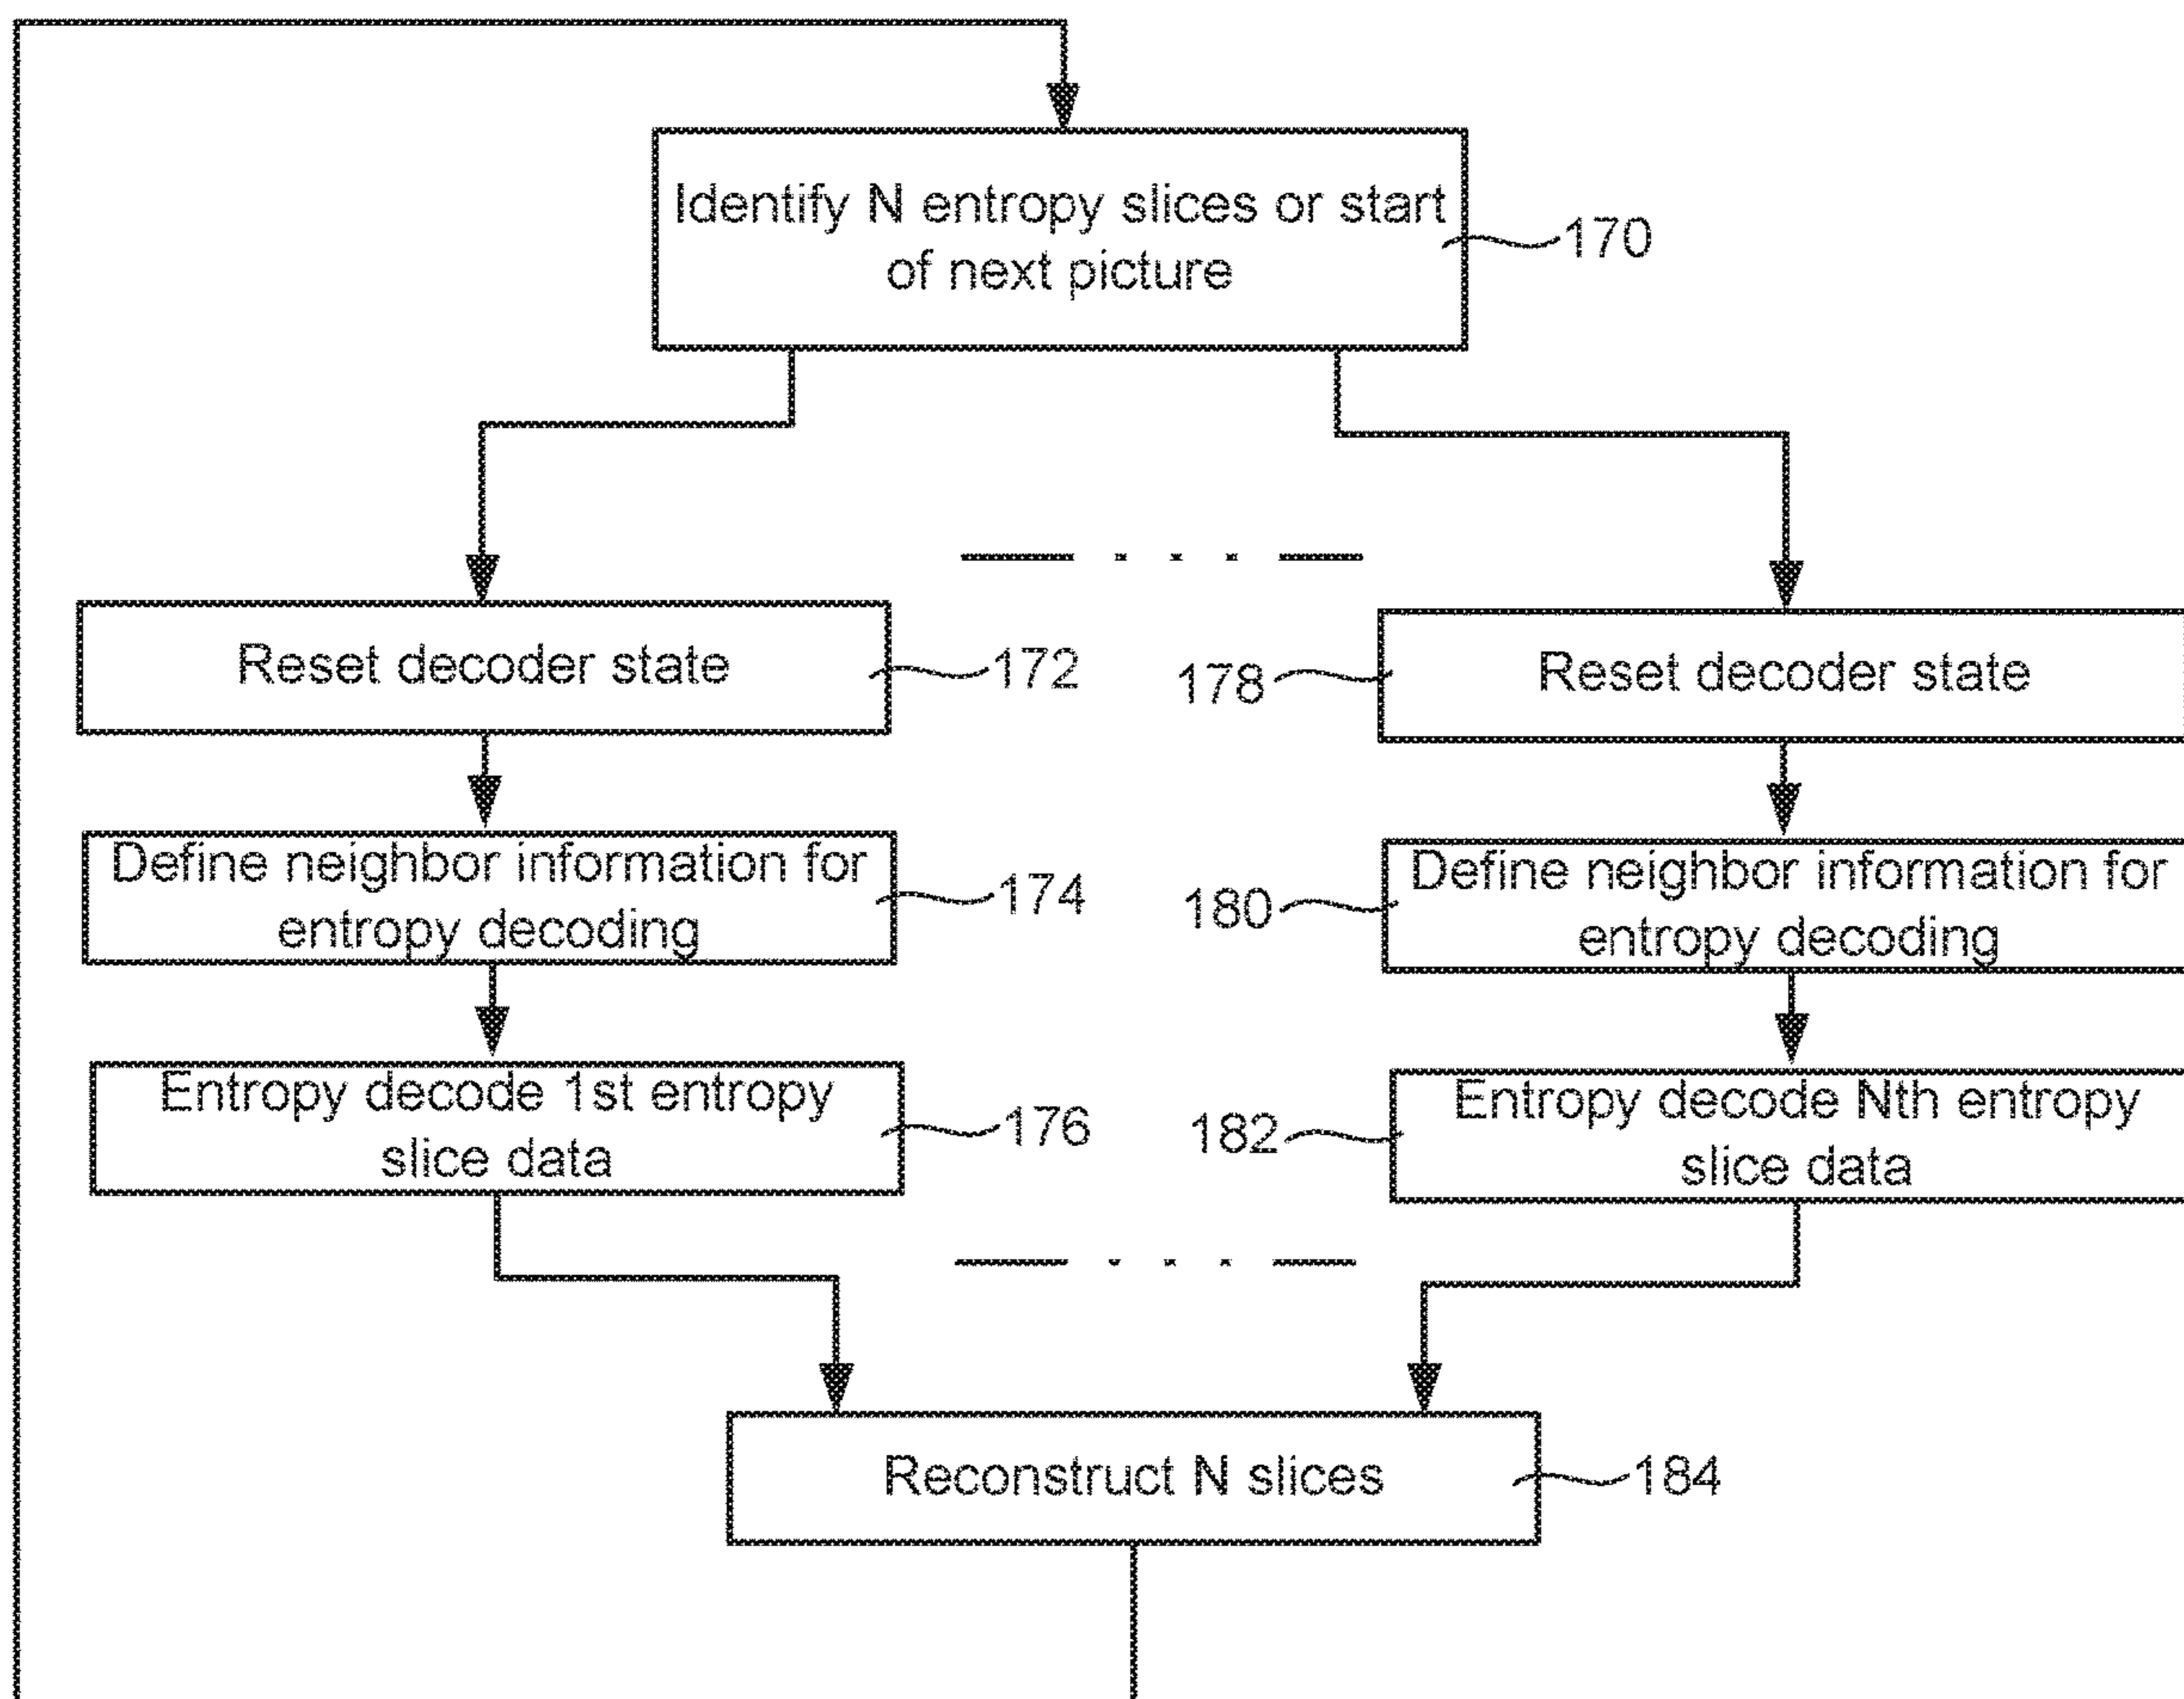 Identify N entropy slices or start
of next picture
170
Reset decoder state
172
178
Reset decoder state
Define neighbor information for
entropy decoding
174
180
Define neighbor information for
entropy decoding
Entropy decode 1st entropy
slice data
176
182
Entropy decode Nth entropy
slice data
Reconstruct N slices
184